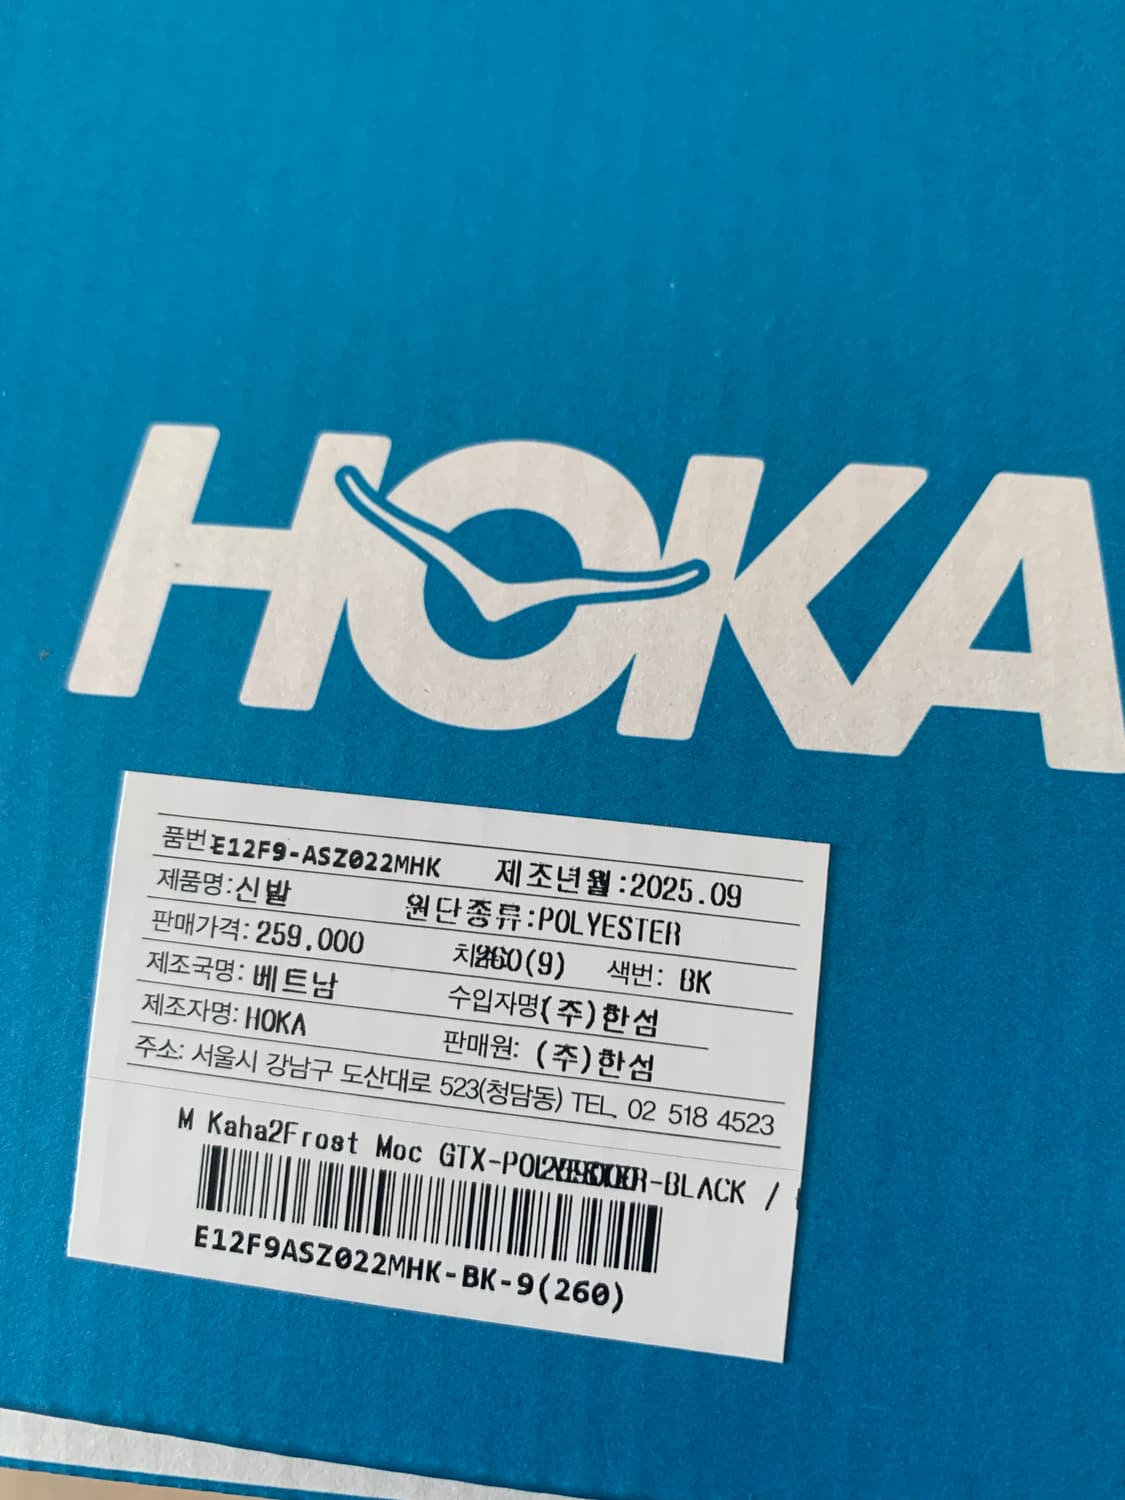 HOKA
품번: E12F9-ASZ022MHK 제조년월:2025.09
제품명: 신발 원단종류:POLYESTER
판매가격: 259.000 260(9) 색번: BK
제조국명: 베트남 수입자명: (주)한섬
제조자명: HOKA 판매원: (주)한섬
주소: 서울시 강남구 도산대로 523(청담동) TEL. 02 518 4523
M Kaha2Frost Moc GTX- -BLACK /
E12F9ASZ022MHK-BK-9(260)